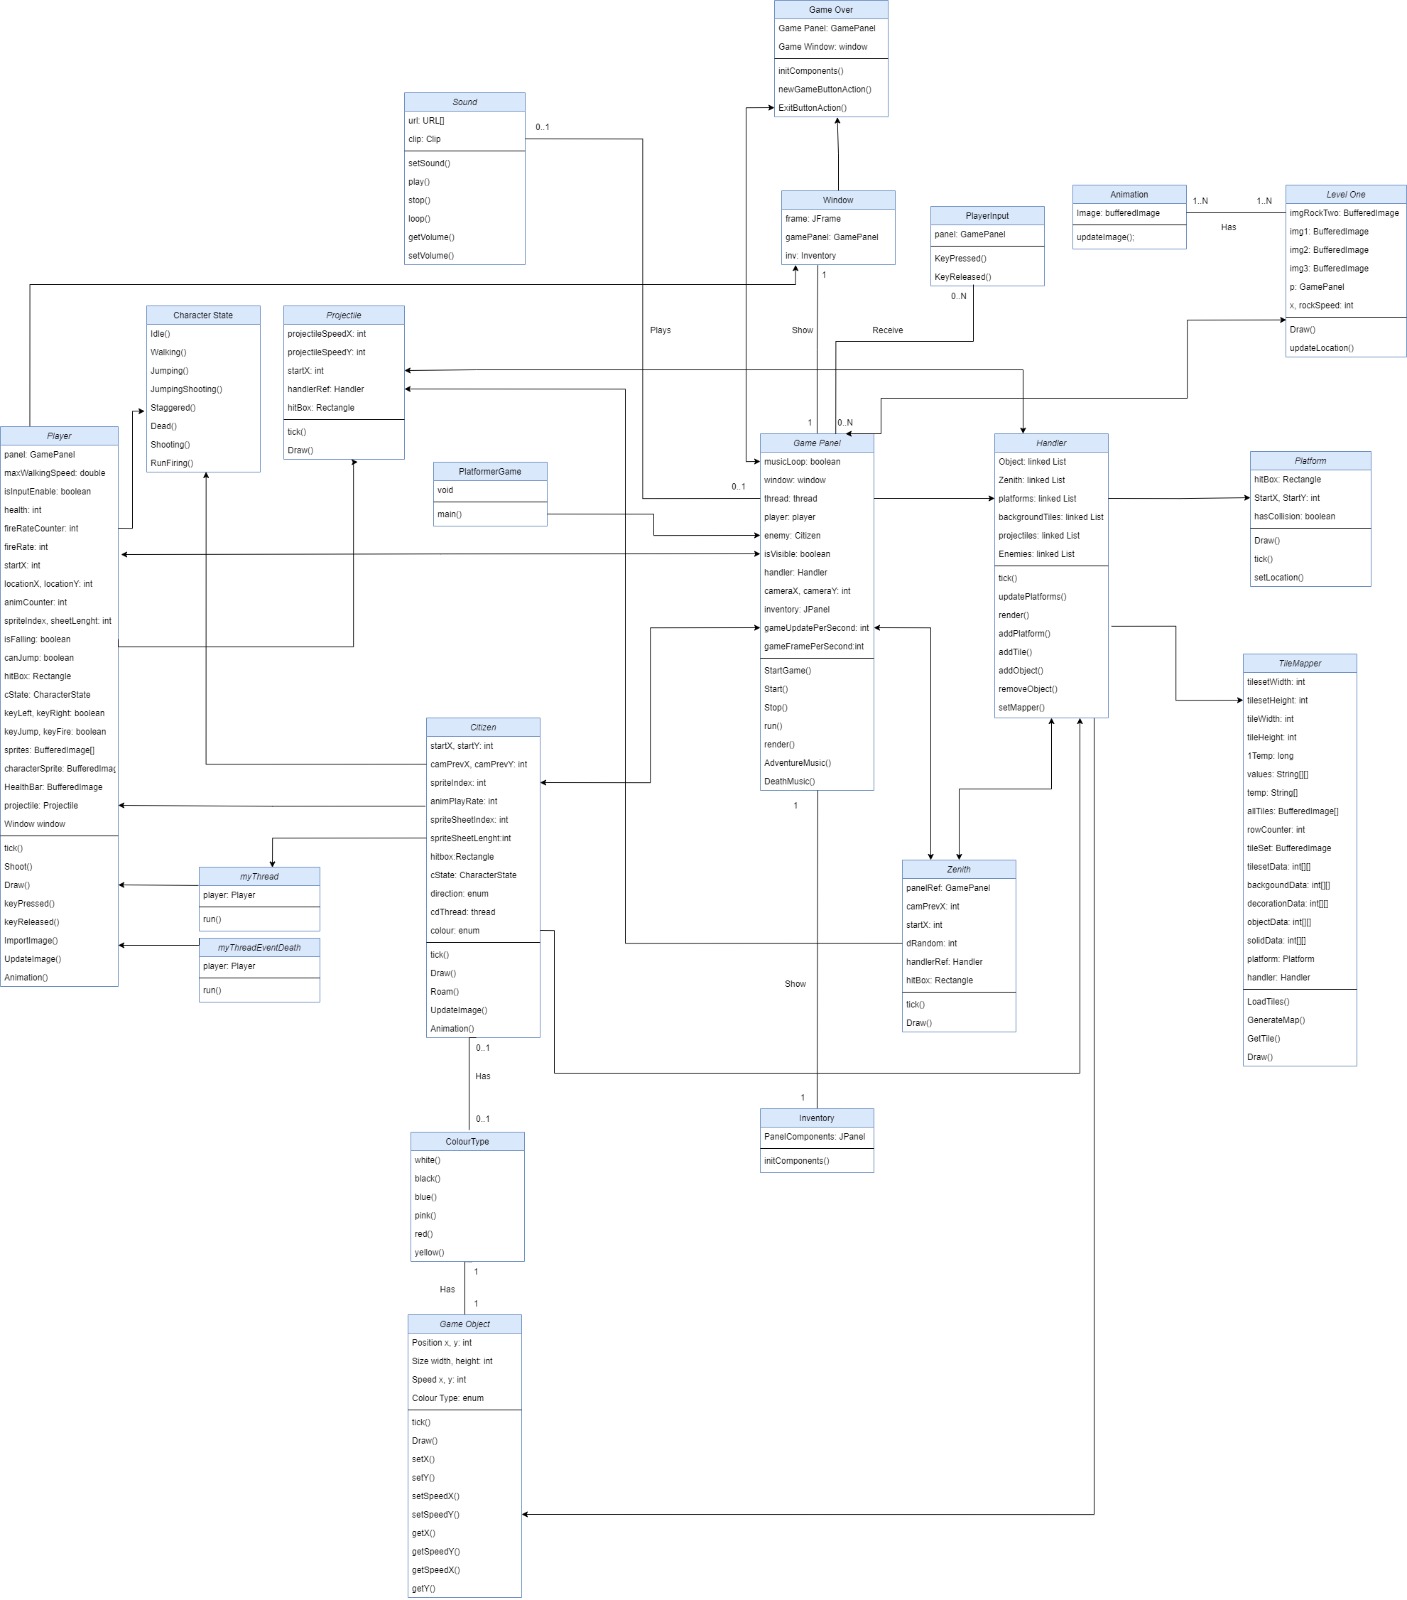 Game Over
Game Panel: GamePanel
Game Window: window
initComponents()
newGameButtonAction()
ExitButtonAction()
Sound
url: URL[]
clip: Clip
setSound()
play()
stop()
loop()
getVolume()
setVolume()
0..1
Plays
0..1
Window
frame: JFrame
gamePanel: GamePanel
inv: Inventory
1
Show
1
PlayerInput
panel: GamePanel
KeyPressed()
KeyReleased()
0..N
Receive
0..N
Animation
Image: bufferedImage
updateImage();
1..N
1..N
Has
Level One
imgRockTwo: BufferedImage
img1: BufferedImage
img2: BufferedImage
img3: BufferedImage
p: GamePanel
x, rockSpeed: int
Draw()
updateLocation()
Character State
Idle()
Walking()
Jumping()
JumpingShooting()
Staggered()
Dead()
Shooting()
RunFiring()
Projectile
projectileSpeedX: int
projectileSpeedY: int
startX: int
handlerRef: Handler
hitBox: Rectangle
tick()
Draw()
Player
panel: GamePanel
maxWalkingSpeed: double
isInputEnable: boolean
health: int
fireRateCounter: int
fireRate: int
startX: int
locationX, locationY: int
animCounter: int
spriteIndex, sheetLenght: int
isFalling: boolean
canJump: boolean
hitBox: Rectangle
cState: CharacterState
keyLeft, keyRight: boolean
keyJump, keyFire: boolean
sprites: BufferedImage[]
characterSprite: BufferedImag
HealthBar: BufferedImage
projectile: Projectile
Window window
tick()
Shoot()
Draw()
keyPressed()
keyReleased()
ImportImage()
UpdateImage()
Animation()
PlatformerGame
void
main()
Game Panel
musicLoop: boolean
window: window
thread: thread
player: player
enemy: Citizen
isVisible: boolean
handler: Handler
cameraX, cameraY: int
inventory: JPanel
gameUpdatePerSecond: int
gameFramePerSecond:int
StartGame()
Start()
Stop()
run()
render()
AdventureMusic()
DeathMusic()
1
Show
1
Handler
Object: linked List
Zenith: linked List
platforms: linked List
backgroundTiles: linked List
projectiles: linked List
Enemies: linked List
tick()
updatePlatforms()
render()
addPlatform()
addTile()
addObject()
removeObject()
setMapper()
Platform
hitBox: Rectangle
StartX, StartY: int
hasCollision: boolean
Draw()
tick()
setLocation()
TileMapper
tilesetWidth: int
tilesetHeight: int
tileWidth: int
tileHeight: int
1Temp: long
values: String[][]
temp: String[]
allTiles: BufferedImage[]
rowCounter: int
tileSet: BufferedImage
tilesetData: int[][]
backgoundData: int[][]
decorationData: int[][]
objectData: int[][]
solidData: int[][]
platform: Platform
handler: Handler
LoadTiles()
GenerateMap()
GetTile()
Draw()
Citizen
startX, startY: int
camPrevX, camPrevY: int
spriteIndex: int
animPlayRate: int
spriteSheetIndex: int
spriteSheetLenght:int
hitbox:Rectangle
cState: CharacterState
direction: enum
cdThread: thread
colour: enum
tick()
Draw()
Roam()
UpdateImage()
Animation()
0..1
Has
0..1
myThread
player: Player
run()
myThreadEventDeath
player: Player
run()
Zenith
panelRef: GamePanel
camPrevX: int
startX: int
dRandom: int
handlerRef: Handler
hitBox: Rectangle
tick()
Draw()
Inventory
PanelComponents: JPanel
initComponents()
ColourType
white()
black()
blue()
pink()
red()
yellow()
1
Has
1
Game Object
Position x, y: int
Size width, height: int
Speed x, y: int
Colour Type: enum
tick()
Draw()
setX()
setY()
setSpeedX()
setSpeedY()
getX()
getSpeedY()
getSpeedX()
getY()